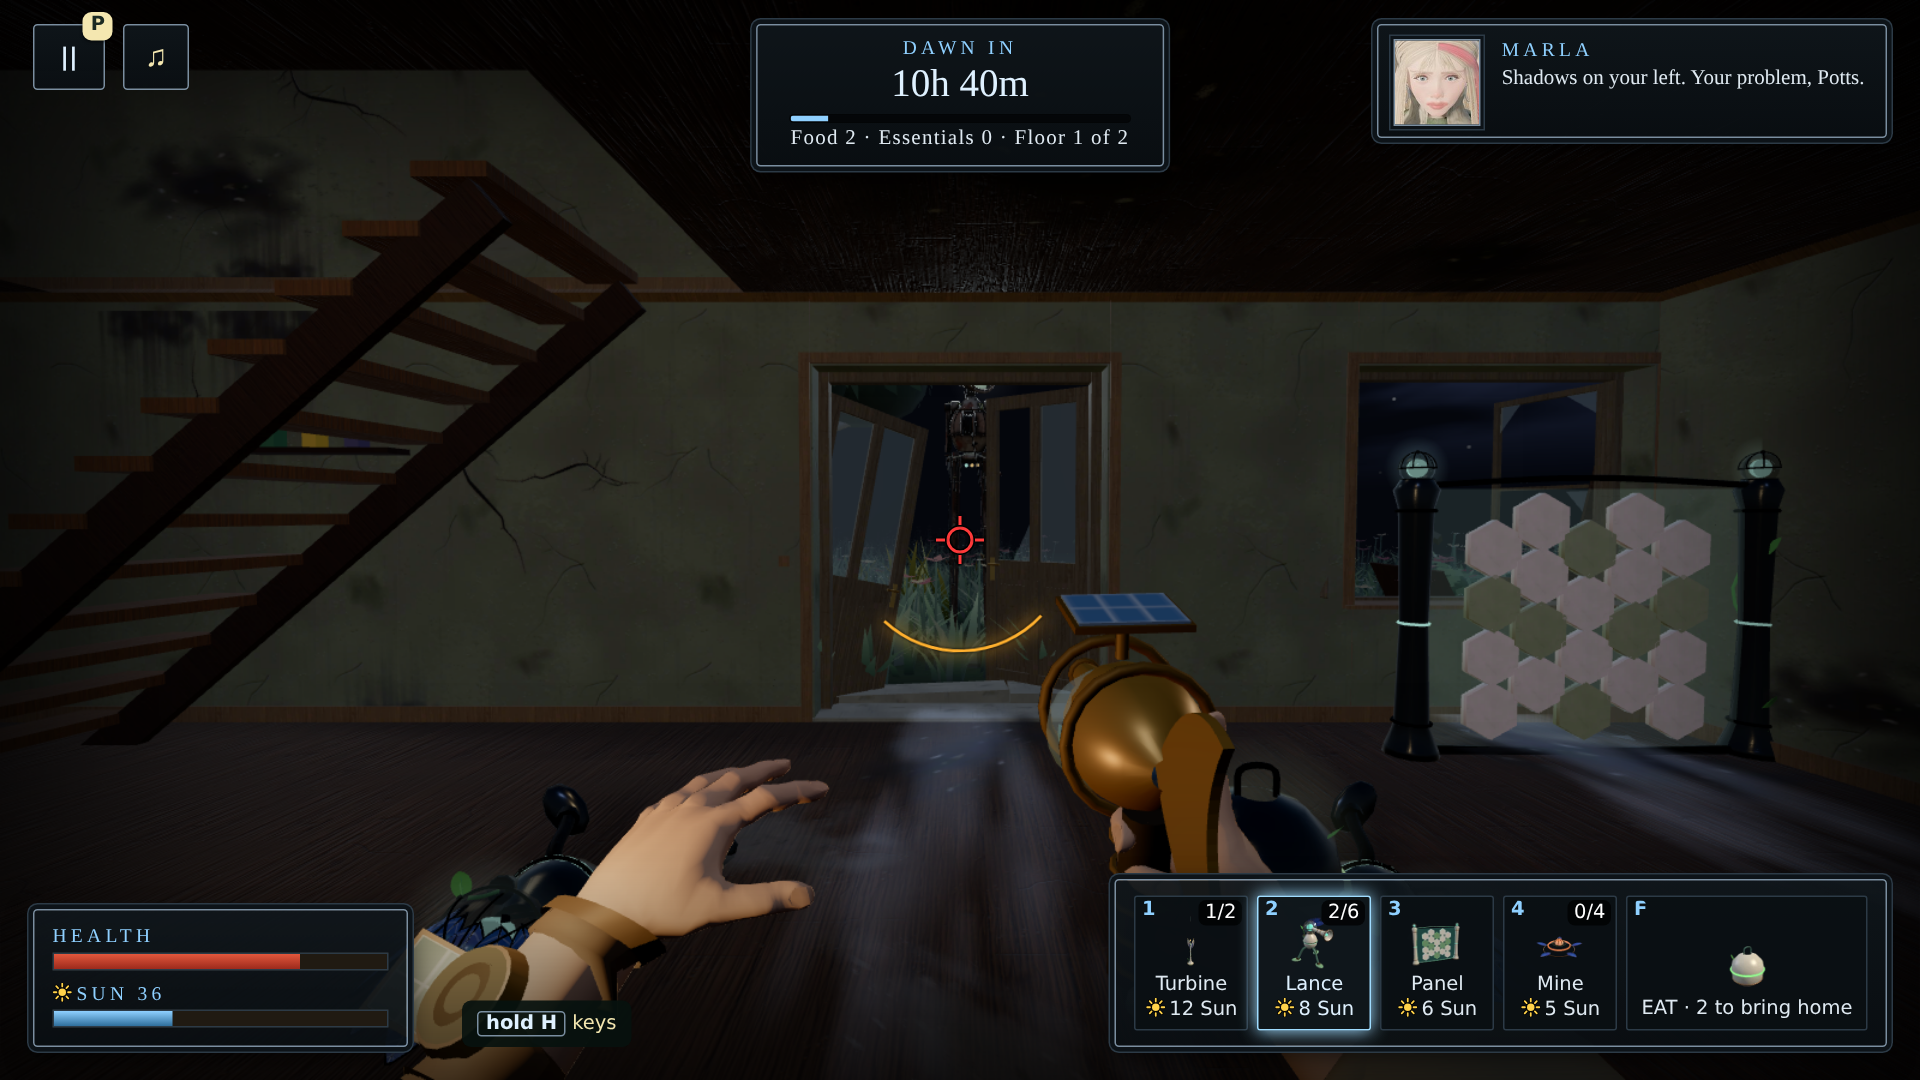 P
DAWN IN
10h 40m
Food 2 · Essentials 0 · Floor 1 of 2
MARLA
Shadows on your left. Your problem, Potts.
HEALTH
SUN 36
hold H keys
1 1/2
Turbine
12 Sun
2 2/6
Lance
8 Sun
3
Panel
6 Sun
4 0/4
Mine
5 Sun
F
EAT · 2 to bring home